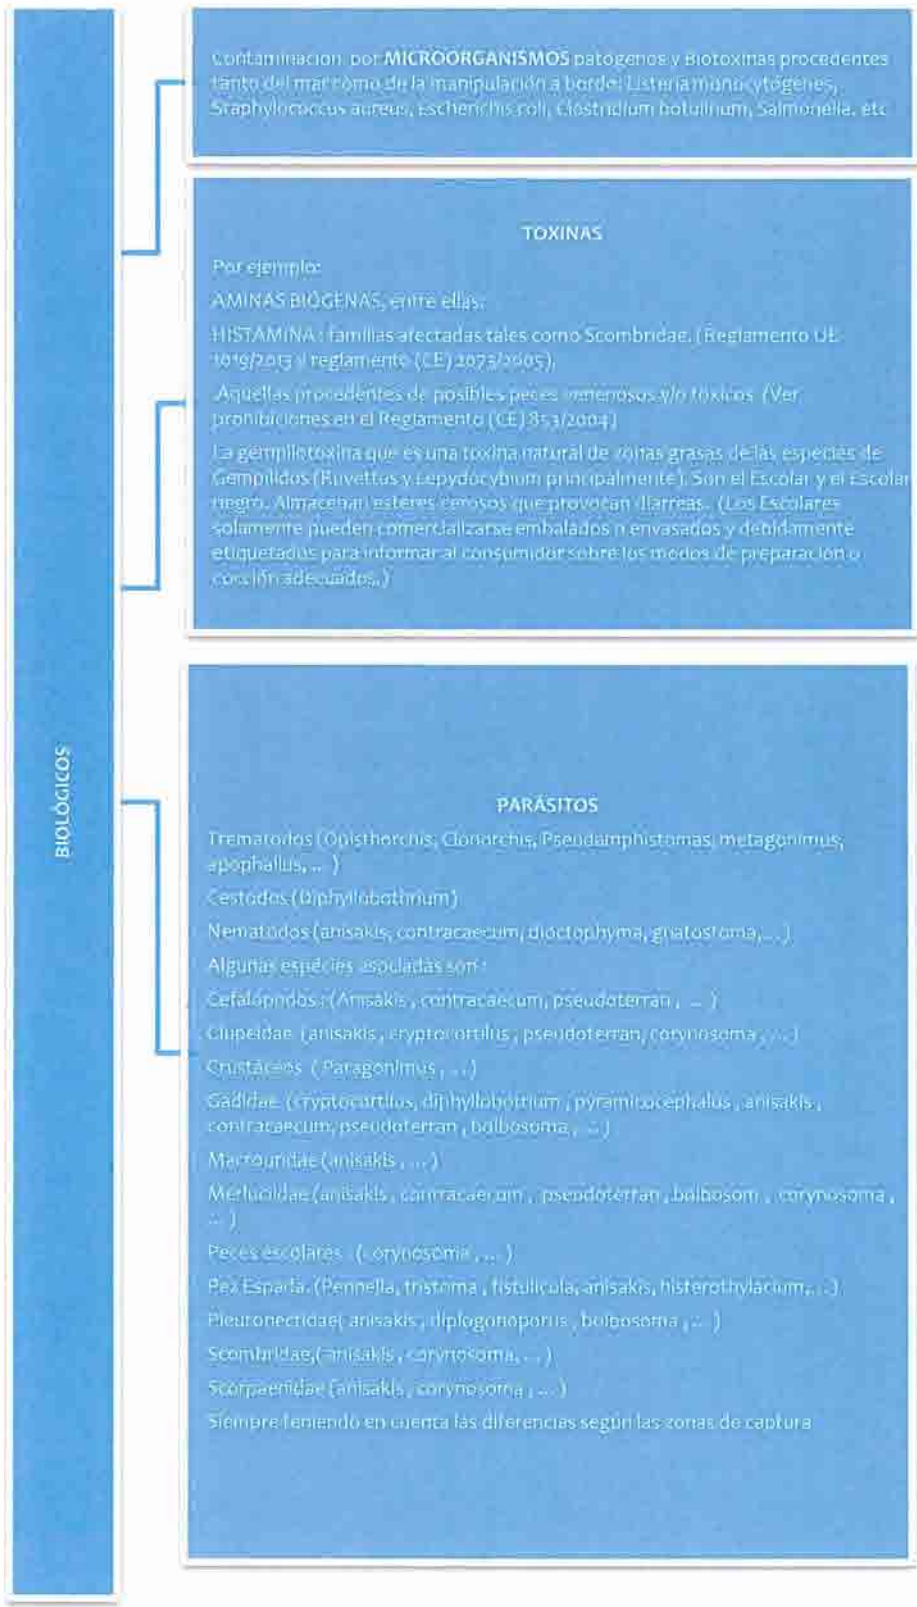 BIOLÓGICOS
Contaminación por MICROORGANISMOS patógenos y Biotoxinas procedentes
tanto del mar como de la manipulación a bordo: Listeria monocytógenes,
Staphylococcus aureus, Escherichis coli, Clostridium botulinum, Salmonella, etc
TOXINAS
Por ejemplo:
AMINAS BIÓGENAS, entre ellas:
HISTAMINA : familias afectadas tales como Scombridae. (Reglamento UE
1019/2013 y reglamento (CE) 2073/2005).
Aquellas procedentes de posibles peces venenosos y/o tóxicos. (Ver
prohibiciones en el Reglamento (CE) 853/2004)
La gempilotoxina que es una toxina natural de zonas grasas de las especies de
Gempílidos (Ruvettus y Lepydocybium principalmente). Son el Escolar y el Escolar
negro. Almacenan ésteres cerosos que provocan diarreas. (Los Escolares
solamente pueden comercializarse embalados o envasados y debidamente
etiquetados para informar al consumidor sobre los modos de preparación o
cocción adecuados.)
PARÁSITOS
Trematodos (Opisthorchis, Clonorchis, Pseudamphistomas, metagonimus,
apophallus, ... )
Cestodos (Diphyllobothrium)
Nematodos (anisakis, contracaecum, dioctophyma, gnatostoma, ... )
Algunas espécies asociadas son :
Cefalópodos : (Anisakis , contracaecum, pseudoterran , ... )
Clupeidae (anisakis , cryptocortilus , pseudoterran, corynosoma , ... )
Crustáceos ( Paragonimus , ... )
Gadidae (cryptocurtilus, diphyllobotrium , pyramicocephalus , anisakis ,
contracaecum, pseudoterran , bolbosoma , ... )
Macrouridae (anisakis , ... )
Merluciidae (anisakis , contracaecum , pseudoterran , bolbosom , corynosoma ,
... )
Peces escolares (corynosoma , ... )
Pez Espada. (Pennella, tristoma , fistulicula, anisakis, histerothylacium, ... )
Pleuronectridae( anisakis , diplogonoporus , bolbosoma , ... )
Scombridae,(anisakis , corynosoma, ... )
Scorpaenidae (anisakis , corynosoma , ... )
Siempre teniendo en cuenta las diferencias según las zonas de captura